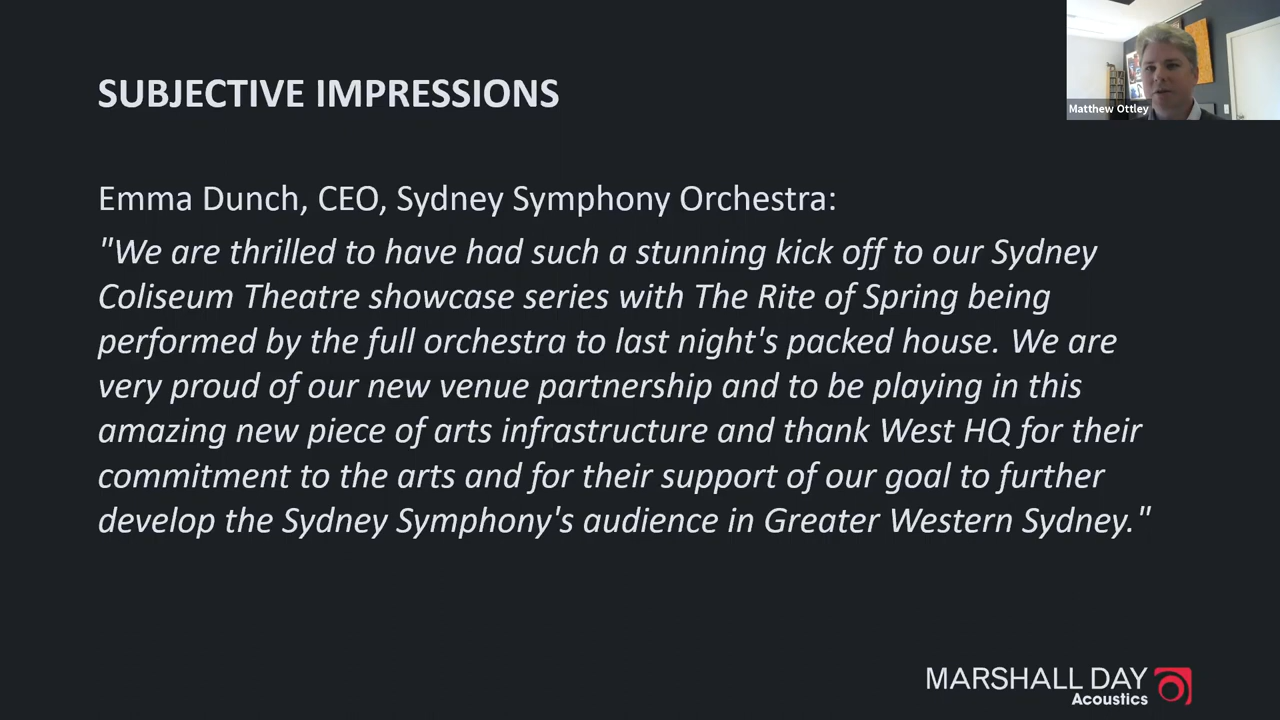 SUBJECTIVE IMPRESSIONS
Matthew Ottley
Emma Dunch, CEO, Sydney Symphony Orchestra:
"We are thrilled to have had such a stunning kick off to our Sydney
Coliseum Theatre showcase series with The Rite of Spring being
performed by the full orchestra to last night's packed house. We are
very proud of our new venue partnership and to be playing in this
amazing new piece of arts infrastructure and thank West HQ for their
commitment to the arts and for their support of our goal to further
develop the Sydney Symphony's audience in Greater Western Sydney."
MARSHALL DAY
Acoustics